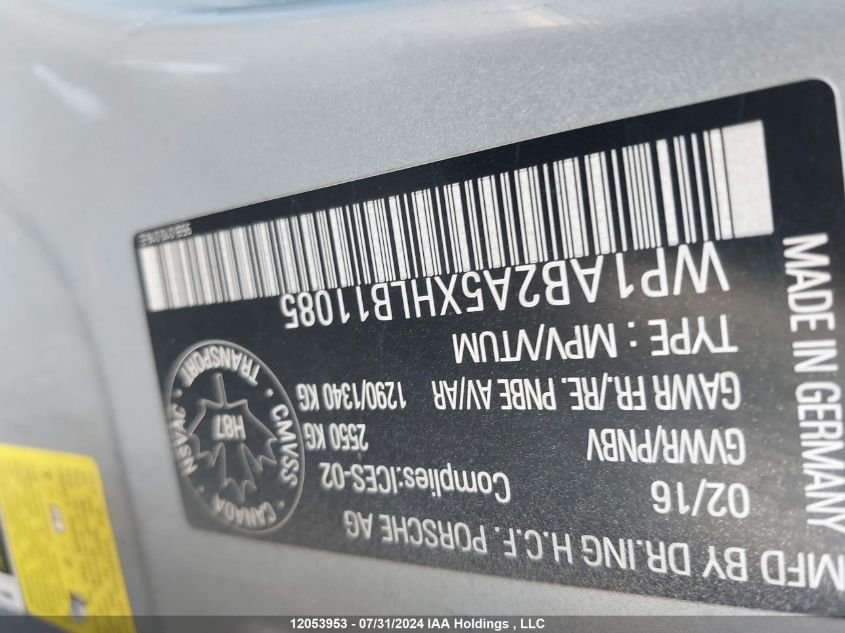 MFD BY DR.ING H.C.F. PORSCHE AG
02/16 Complies:ICES-02
GVWR/PNBV 2550 KG
GAWR FR./RE. PNBE AV/AR 1290/1340 KG
TYPE : MPV/VTUM
WP1AB2A5XHLB11085
MADE IN GERMANY
CANADA
NSVAC · TRANSPORT · CMVSS
H87
12053953 - 07/31/2024 IAA Holdings , LLC